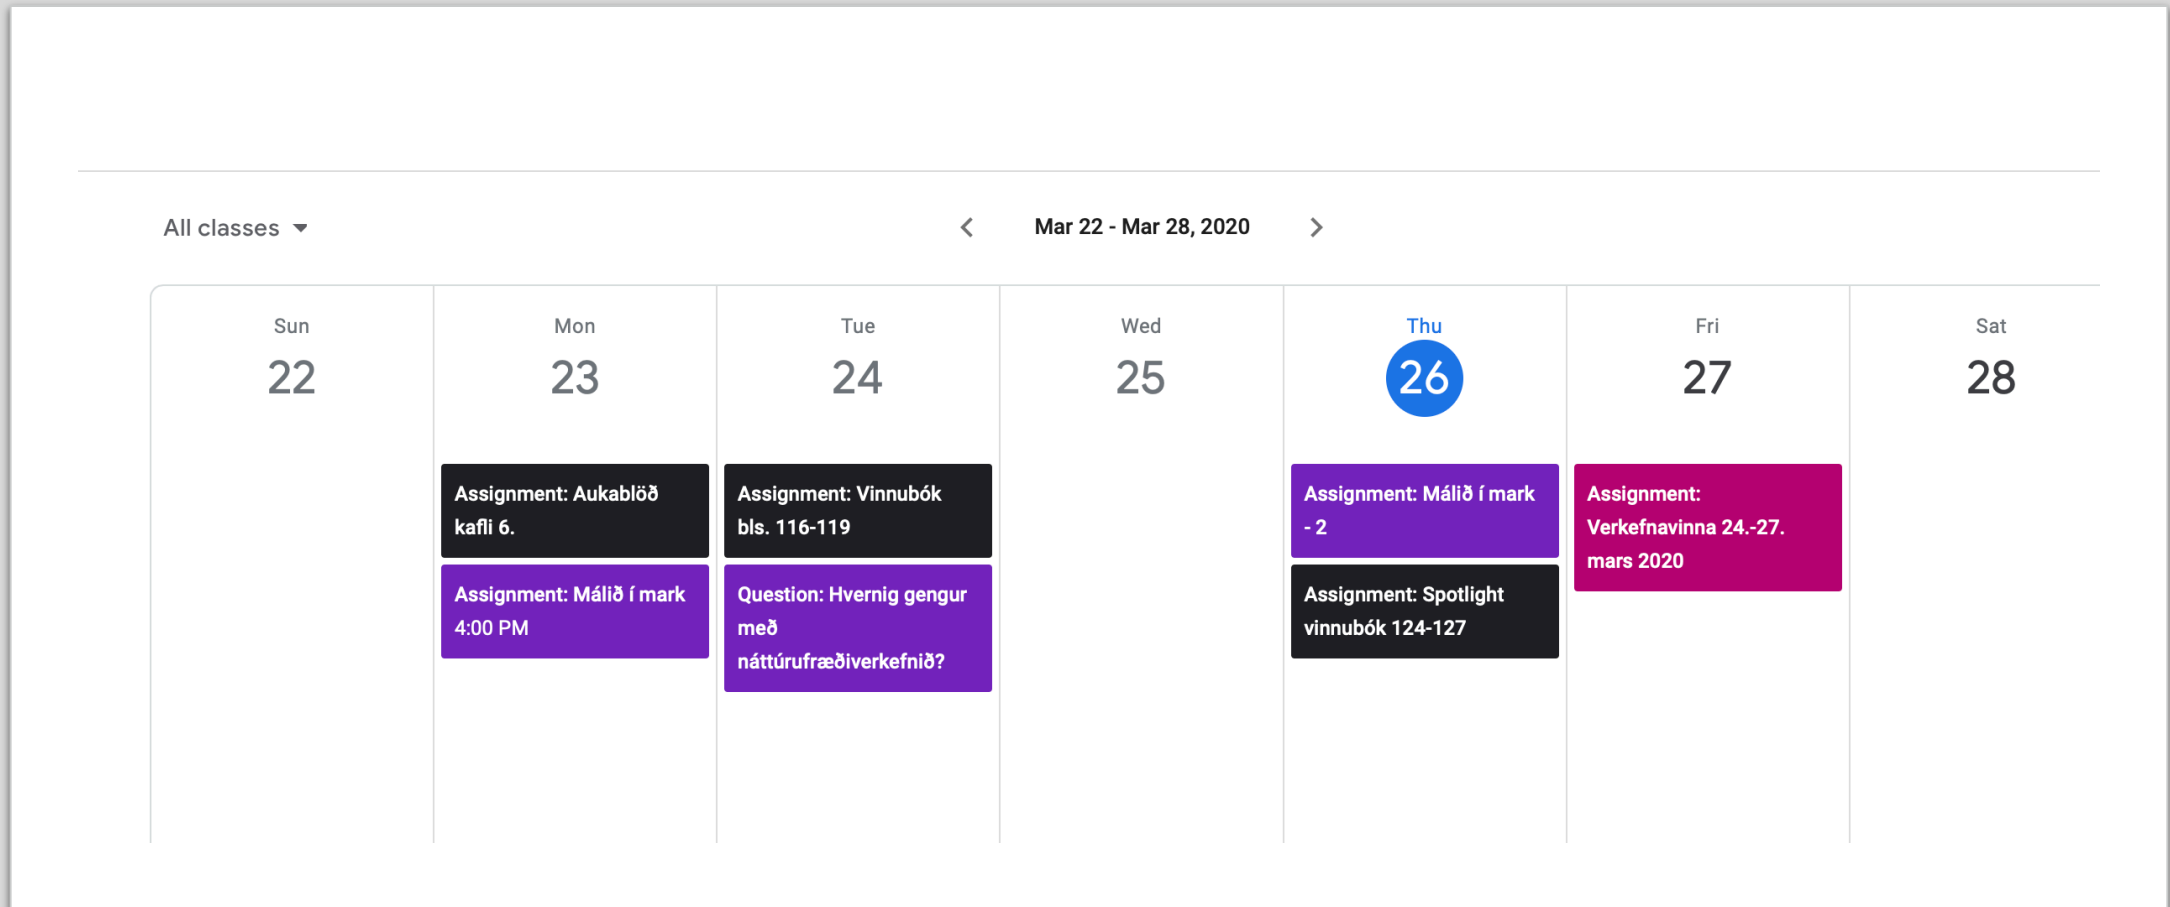 All classes
Mar 22 - Mar 28, 2020
Sun
22
Mon
23
Tue
24
Wed
25
Thu
26
Fri
27
Sat
28
Assignment: Aukablöð
kafli 6.
Assignment: Málið í mark
4:00 PM
Assignment: Vinnubók
bls. 116-119
Question: Hvernig gengur
með
náttúrufræðiverkefnið?
Assignment: Málið í mark
- 2
Assignment: Spotlight
vinnubók 124-127
Assignment:
Verkefnavinna 24.-27.
mars 2020